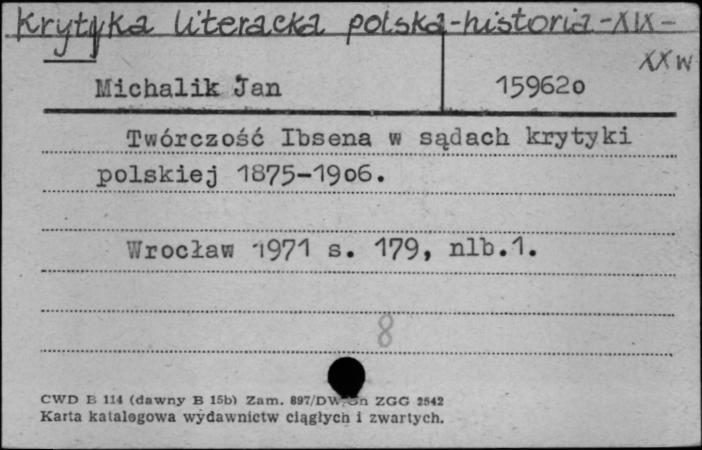 Krytyka literacka polska-historia-XIX-
XX w
Michalik Jan 159620
Twórczość Ibsena w sądach krytyki
polskiej 1875-1906.
Wrocław 1971 s. 179, nlb.1.
8
CWD B 114 (dawny B 15b) Zam. 897/DW. ZGG 2542
Karta katalogowa wydawnictw ciągłych i zwartych.